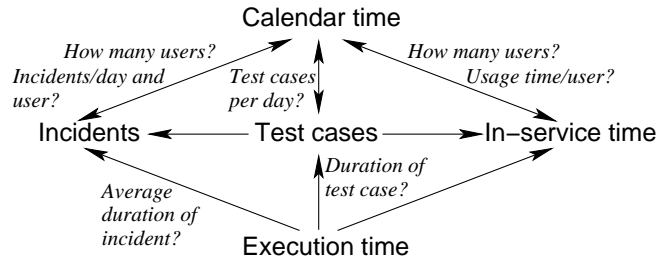 Calendar time
How many users?
Incidents/day and
user?
Test cases
per day?
How many users?
Usage time/user?
Incidents
Test cases
In−service time
Average
duration of
incident?
Duration of
test case?
Execution time